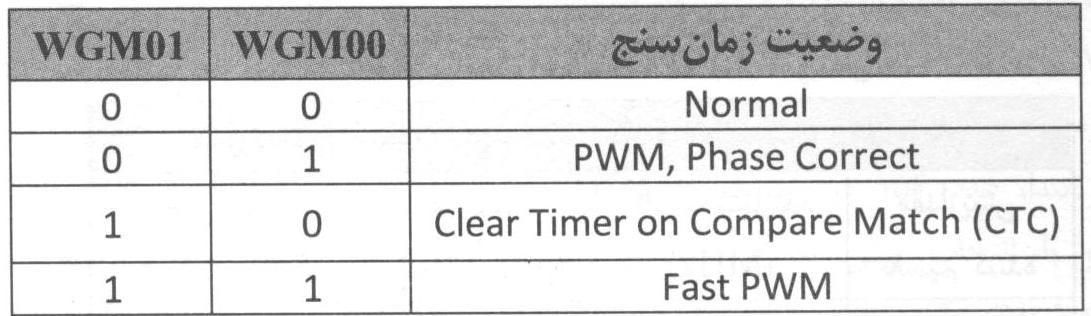 WGM01 WGM00 وضعیت زمان‌سنج
0 0 Normal
0 1 PWM, Phase Correct
1 0 Clear Timer on Compare Match (CTC)
1 1 Fast PWM